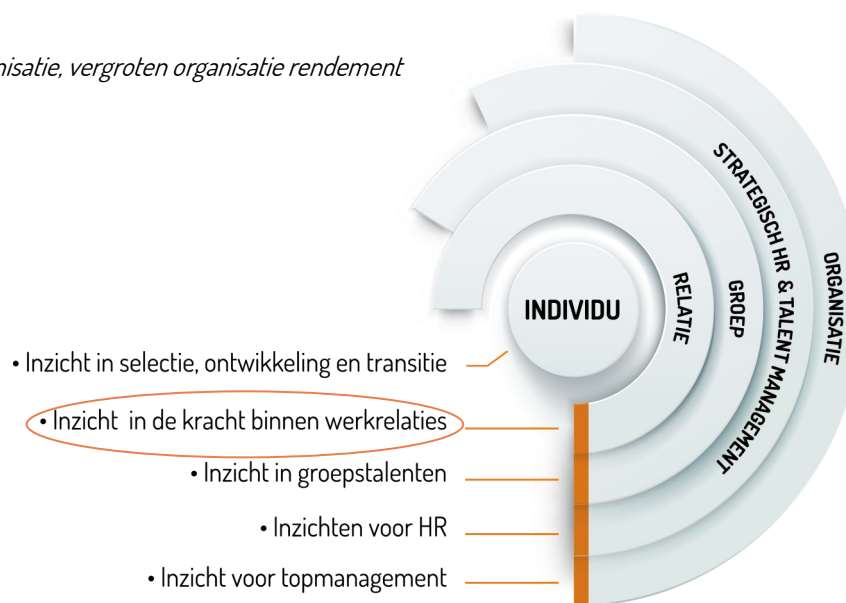 vergroten organisatie rendement
STRATEGISCH HR & TALENT MANAGEMENT
ORGANISATIE
GROEP
RELATIE
INDIVIDU
• Inzicht in selectie, ontwikkeling en transitie
• Inzicht in de kracht binnen werkrelaties
• Inzicht in groepstalenten
• Inzichten voor HR
• Inzicht voor topmanagement